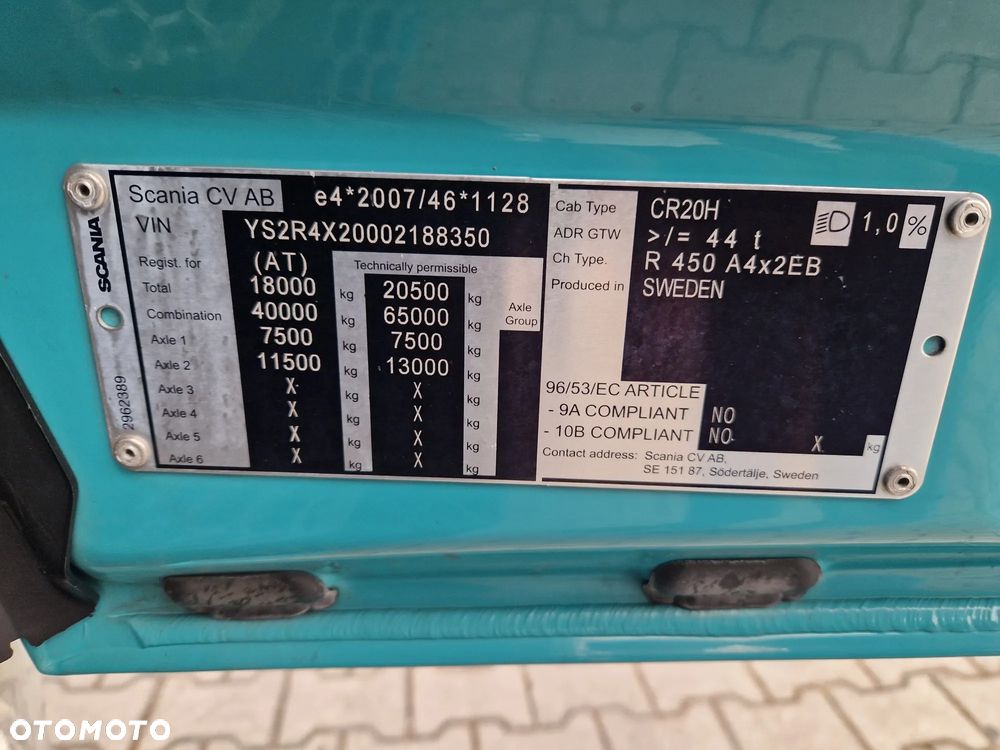 SCANIA
2962389
Scania CV AB e4*2007/46*1128
VIN YS2R4X20002188350
Regist. for (AT) Technically permissible
Total 18000 kg 20500 kg
Combination 40000 kg 65000 kg
Axle Group
Axle 1 7500 kg 7500 kg
Axle 2 11500 kg 13000 kg
Axle 3 X kg X kg
Axle 4 X kg X kg
Axle 5 X kg X kg
Axle 6 X kg X kg
Cab Type CR20H 1,0 %
ADR GTW >/= 44 t
Ch Type. R 450 A4x2EB
Produced in SWEDEN
96/53/EC ARTICLE
- 9A COMPLIANT NO
- 10B COMPLIANT NO X kg
Contact address: Scania CV AB,
SE 151 87, Södertälje, Sweden
OTOMOTO